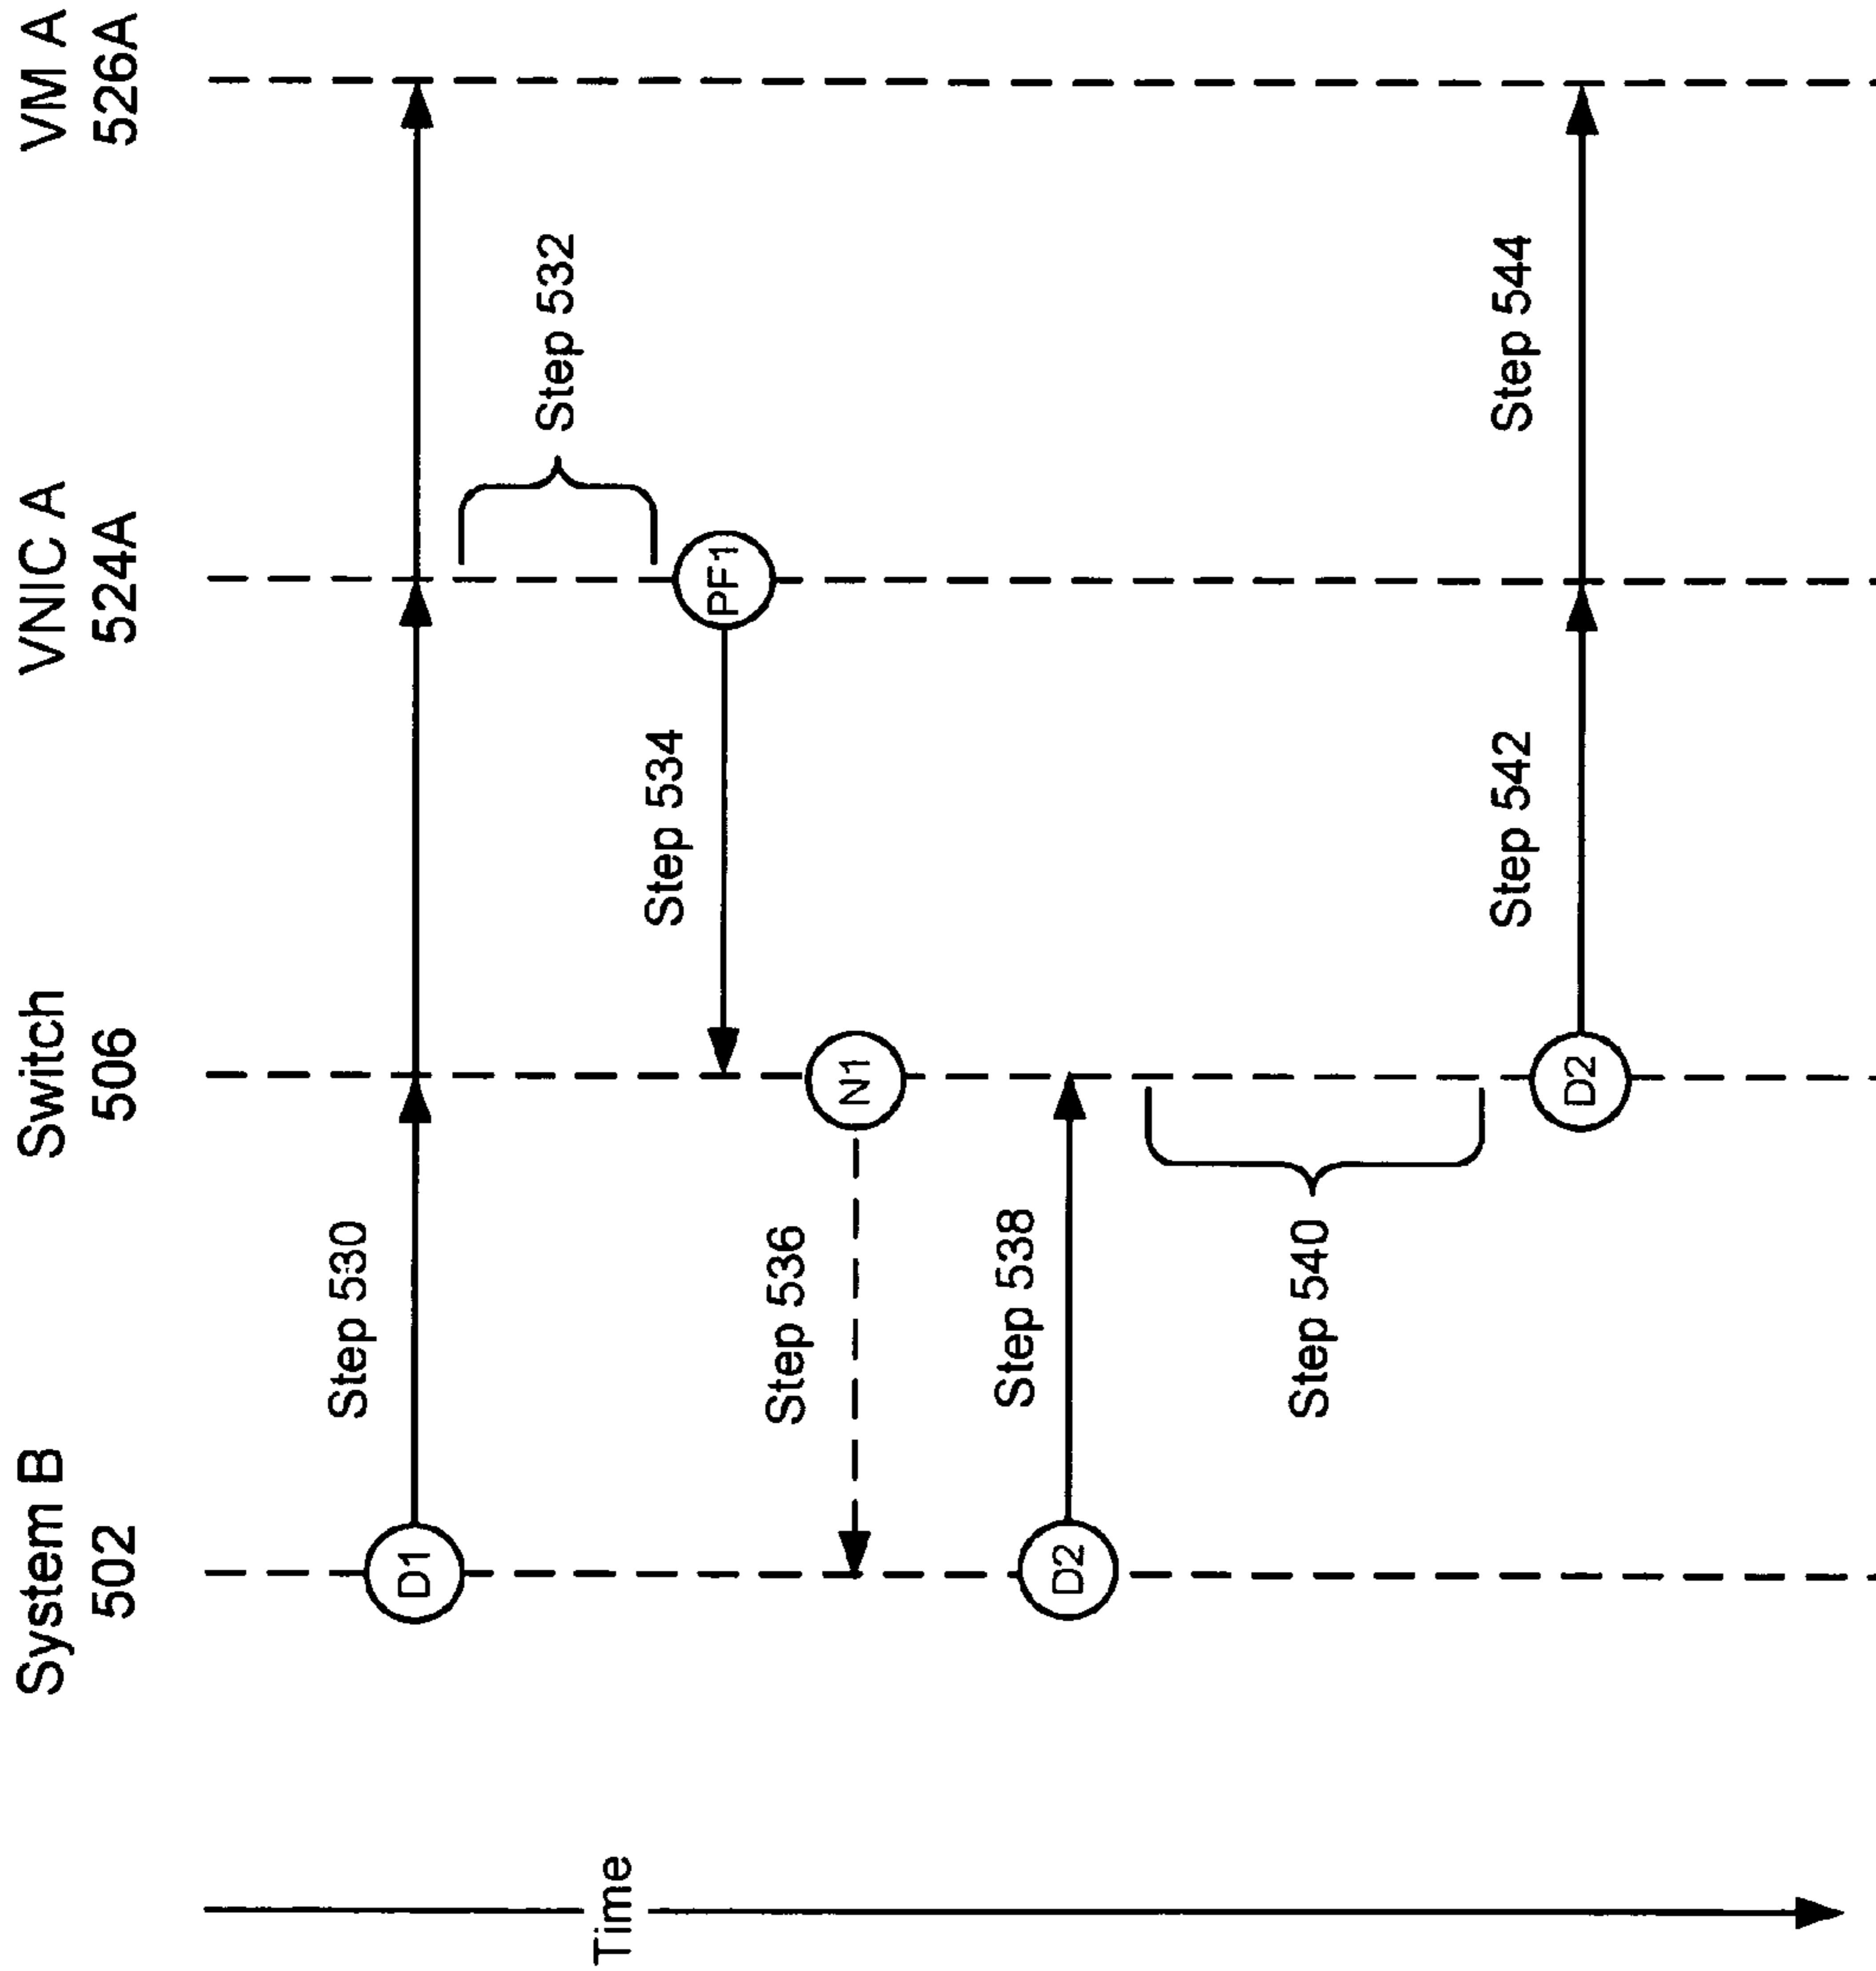 System B
502
Switch
506
VNIC A
524A
VM A
526A
Time
D1
Step 530
Step 532
PF1
Step 534
N1
Step 536
D2
Step 538
Step 540
D2
Step 542
Step 544